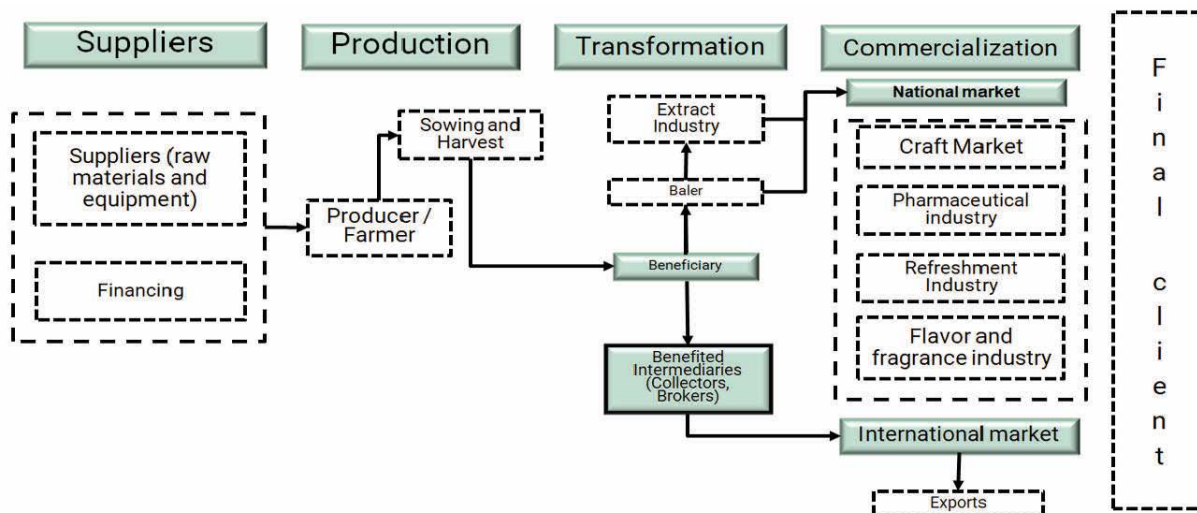 Suppliers
Production
Transformation
Commercialization
Final client
National market
Suppliers (raw
materials and
equipment)
Financing
Producer /
Farmer
Sowing and
Harvest
Extract
Industry
Baler
Beneficiary
Benefited
Intermediaries
(Collectors,
Brokers)
Craft Market
Pharmaceutical
industry
Refreshment
Industry
Flavor and
fragrance industry
International market
Exports